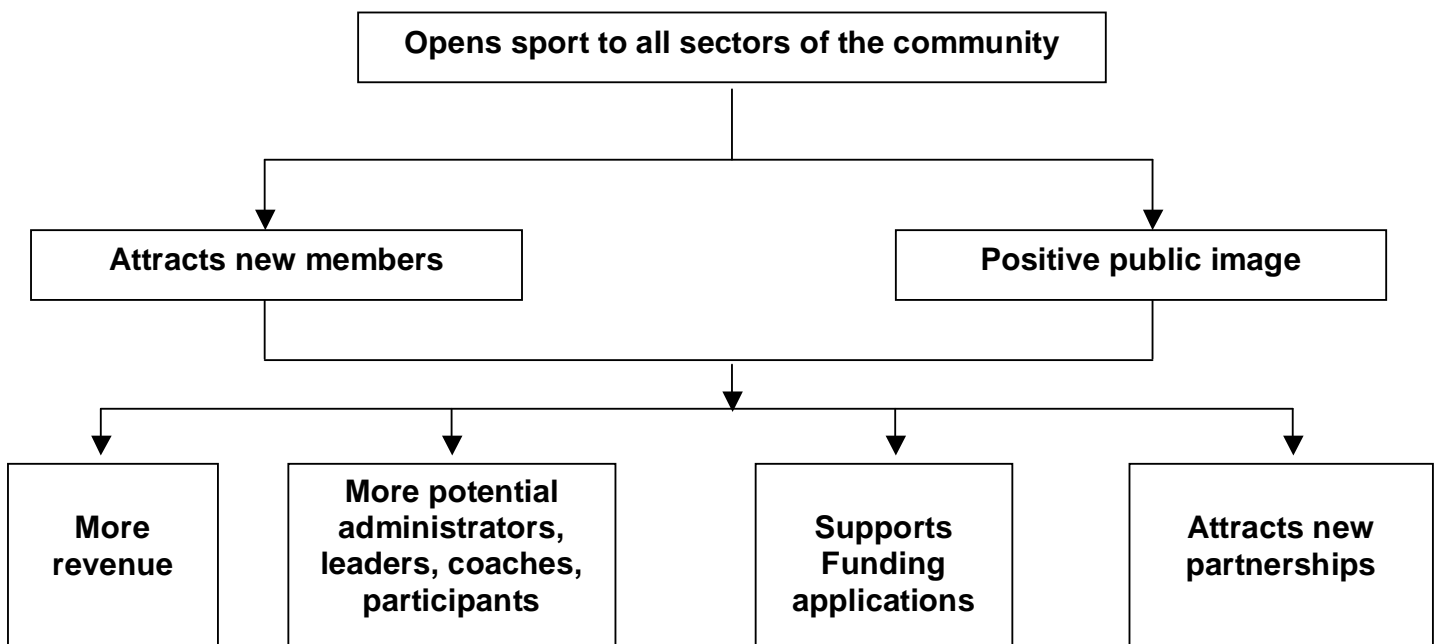 Opens sport to all sectors of the community
Attracts new members
Positive public image
More
revenue
More potential
administrators,
leaders, coaches,
participants
Supports
Funding
applications
Attracts new
partnerships